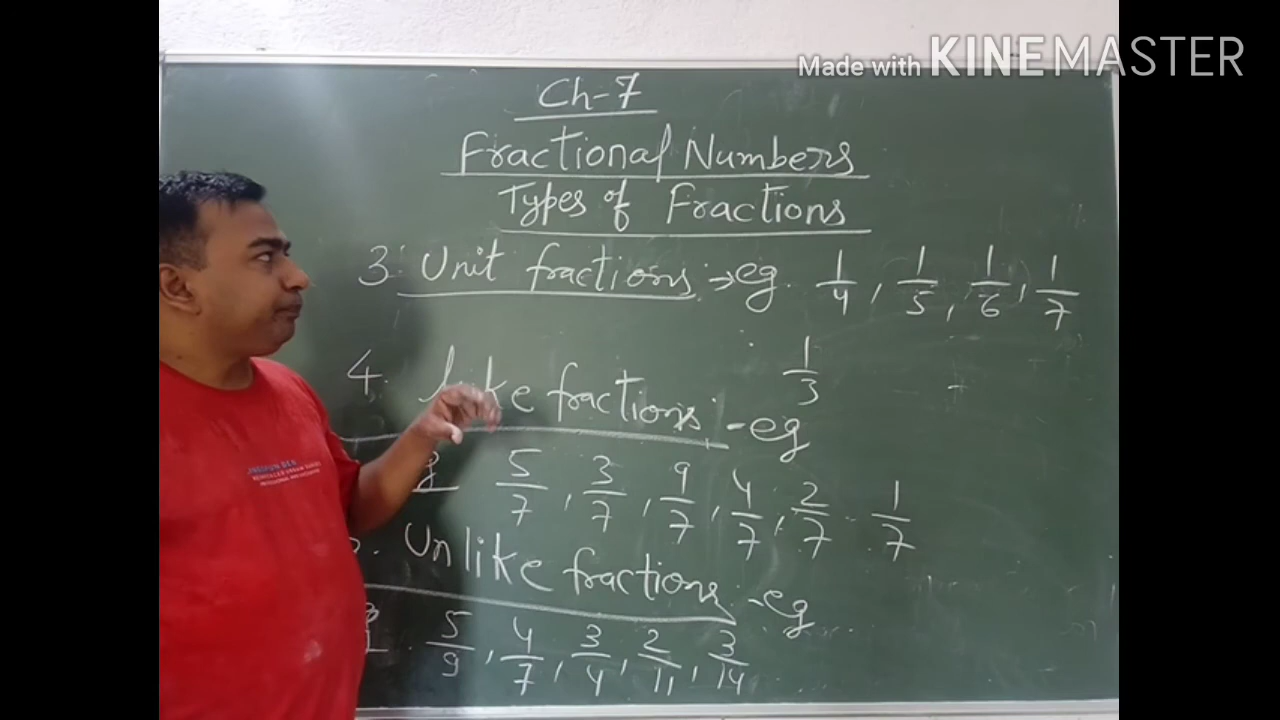 Made with KINEMASTER
Ch-7
Fractional Numbers
Types of Fractions
3. Unit fractions → eg. 1/4, 1/5, 1/6, 1/7
1/3
4. like fractions - eg
5/7, 3/7, 9/7, 4/7, 2/7 1/7
Unlike fractions - eg
5/9, 4/7, 3/4, 2/11, 3/14